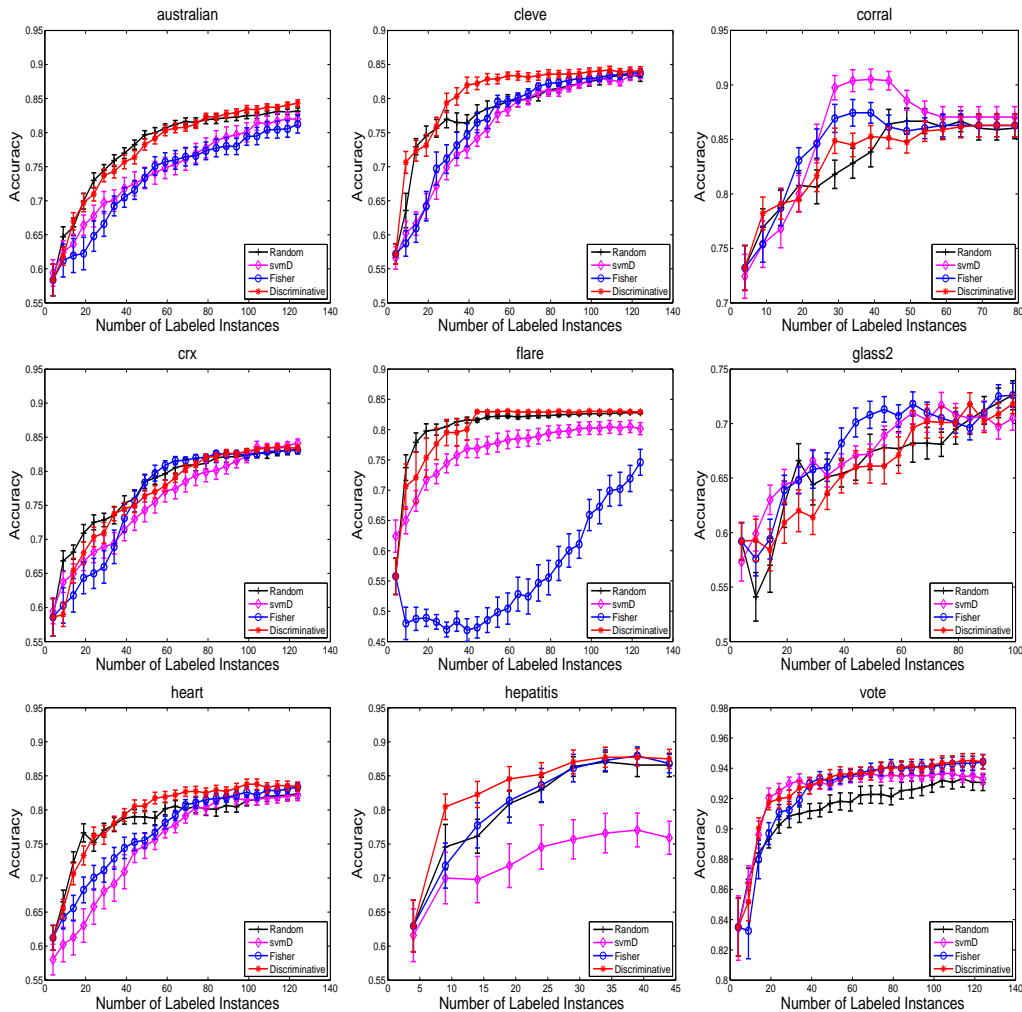 australian
0.95
0.9
0.85
0.8
0.75
0.7
0.65
0.6
0.55
Accuracy
0 20 40 60 80 100 120 140
Number of Labeled Instances
Random
svmD
Fisher
Discriminative
cleve
0.9
0.85
0.8
0.75
0.7
0.65
0.6
0.55
0.5
Accuracy
0 20 40 60 80 100 120 140
Number of Labeled Instances
Random
svmD
Fisher
Discriminative
corral
0.95
0.9
0.85
0.8
0.75
0.7
Accuracy
0 10 20 30 40 50 60 70 80
Number of Labeled Instances
Random
svmD
Fisher
Discriminative
crx
0.95
0.9
0.85
0.8
0.75
0.7
0.65
0.6
0.55
Accuracy
0 20 40 60 80 100 120 140
Number of Labeled Instances
Random
svmD
Fisher
Discriminative
flare
0.9
0.85
0.8
0.75
0.7
0.65
0.6
0.55
0.5
0.45
Accuracy
0 20 40 60 80 100 120 140
Number of Labeled Instances
Random
svmD
Fisher
Discriminative
glass2
0.75
0.7
0.65
0.6
0.55
0.5
Accuracy
0 20 40 60 80 100
Number of Labeled Instances
Random
svmD
Fisher
Discriminative
heart
0.95
0.9
0.85
0.8
0.75
0.7
0.65
0.6
0.55
Accuracy
0 20 40 60 80 100 120 140
Number of Labeled Instances
Random
svmD
Fisher
Discriminative
hepatitis
0.95
0.9
0.85
0.8
0.75
0.7
0.65
0.6
0.55
Accuracy
0 5 10 15 20 25 30 35 40 45
Number of Labeled Instances
Random
svmD
Fisher
Discriminative
vote
0.98
0.96
0.94
0.92
0.9
0.88
0.86
0.84
0.82
0.8
Accuracy
0 20 40 60 80 100 120 140
Number of Labeled Instances
Random
svmD
Fisher
Discriminative